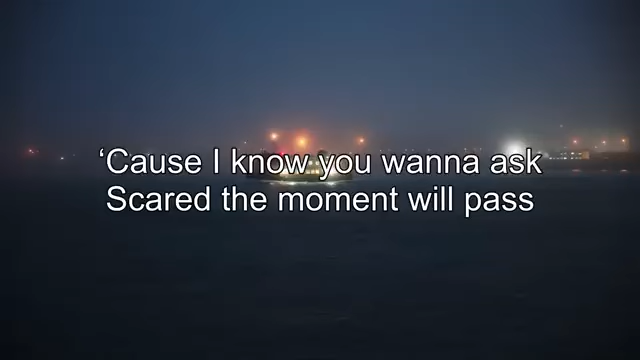 ‘Cause I know you wanna ask
Scared the moment will pass